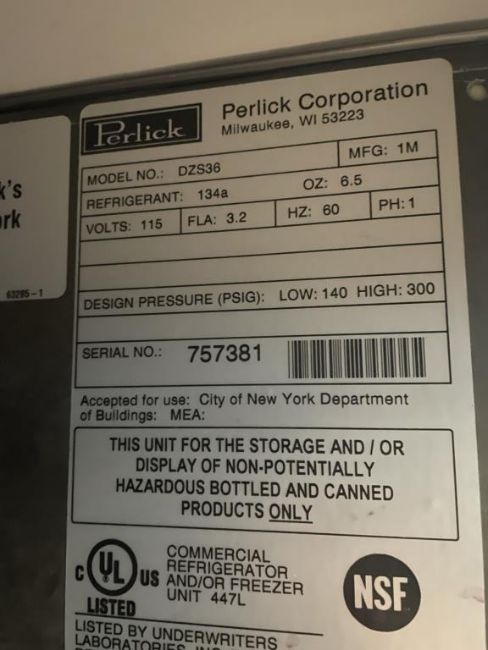 Perlick
Perlick Corporation
Milwaukee, WI 53223
MODEL NO.: DZS36
MFG: 1M
REFRIGERANT: 134a
OZ: 6.5
VOLTS: 115
FLA: 3.2
HZ: 60
PH: 1
DESIGN PRESSURE (PSIG): LOW: 140 HIGH: 300
SERIAL NO.: 757381
Accepted for use: City of New York Department
of Buildings: MEA:
THIS UNIT FOR THE STORAGE AND / OR
DISPLAY OF NON-POTENTIALLY
HAZARDOUS BOTTLED AND CANNED
PRODUCTS ONLY
C UL US
LISTED
COMMERCIAL
REFRIGERATOR
AND/OR FREEZER
UNIT 447L
NSF
LISTED BY UNDERWRITERS
LABORATORIES
k's
rk
63295-1